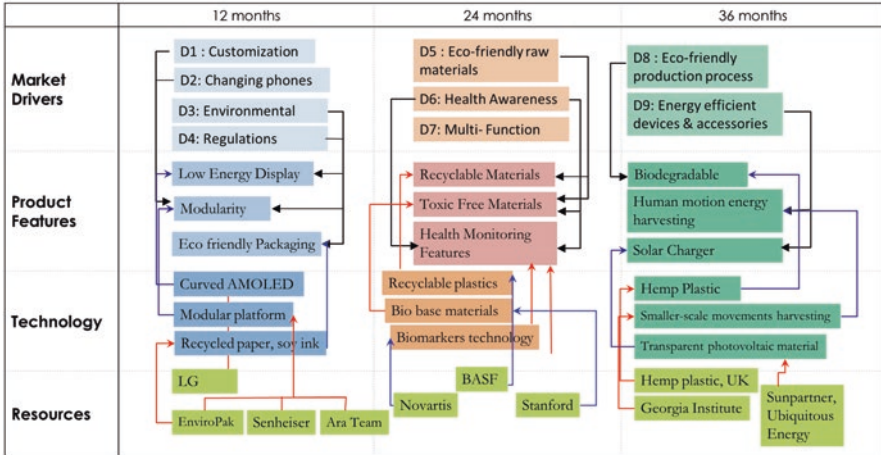 12 months
24 months
36 months
Market
Drivers
D1 : Customization
D2: Changing phones
D3: Environmental
D4: Regulations
D5 : Eco-friendly raw
materials
D6: Health Awareness
D7: Multi- Function
D8 : Eco-friendly
production process
D9: Energy efficient
devices & accessories
Product
Features
Low Energy Display
Modularity
Eco friendly Packaging
Recyclable Materials
Toxic Free Materials
Health Monitoring
Features
Biodegradable
Human motion energy
harvesting
Solar Charger
Technology
Curved AMOLED
Modular platform
Recycled paper, soy ink
Recyclable plastics
Bio base materials
Biomarkers technology
Hemp Plastic
Smaller-scale movements harvesting
Transparent photovoltaic material
Resources
LG
EnviroPak
Senheiser
Ara Team
BASF
Novartis
Stanford
Hemp plastic, UK
Georgia Institute
Sunpartner,
Ubiquitous
Energy